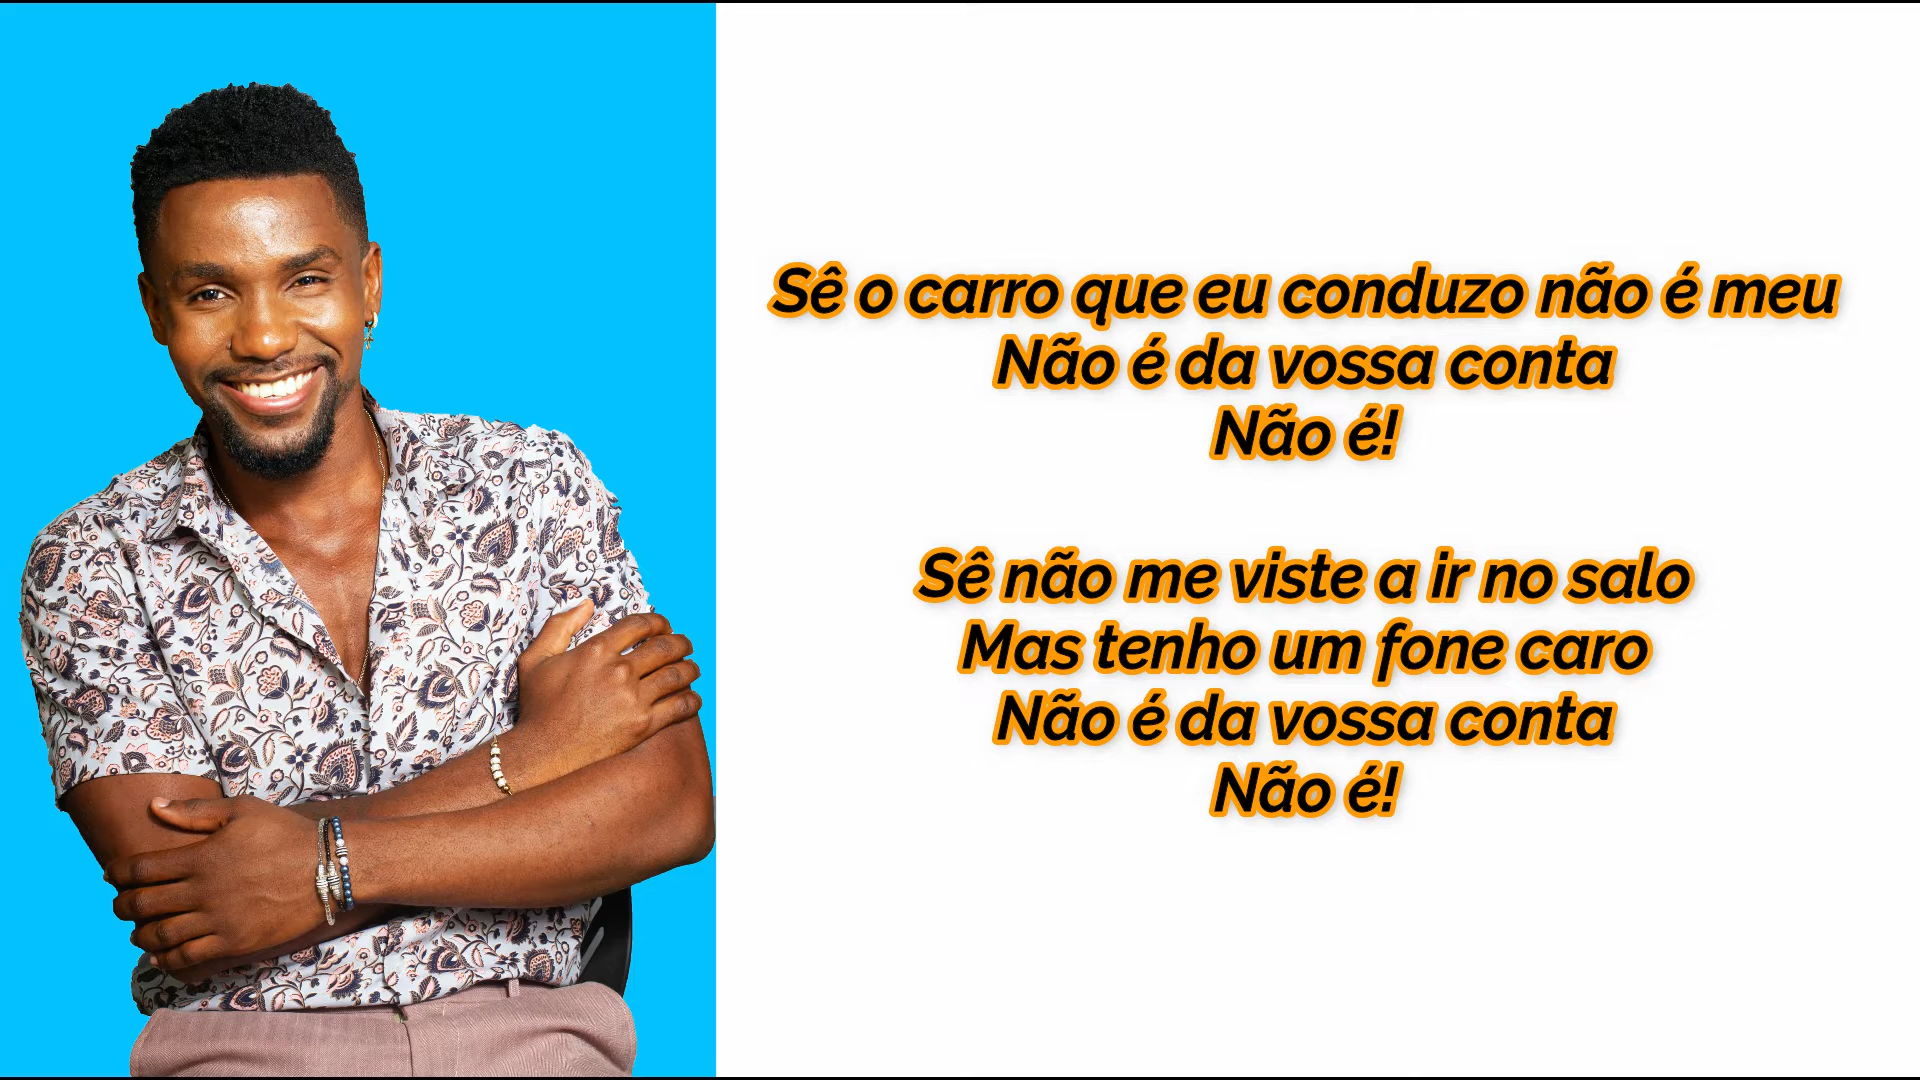 Sê o carro que eu conduzo não é meu
Não é da vossa conta
Não é!
Sê não me viste a ir no salo
Mas tenho um fone caro
Não é da vossa conta
Não é!